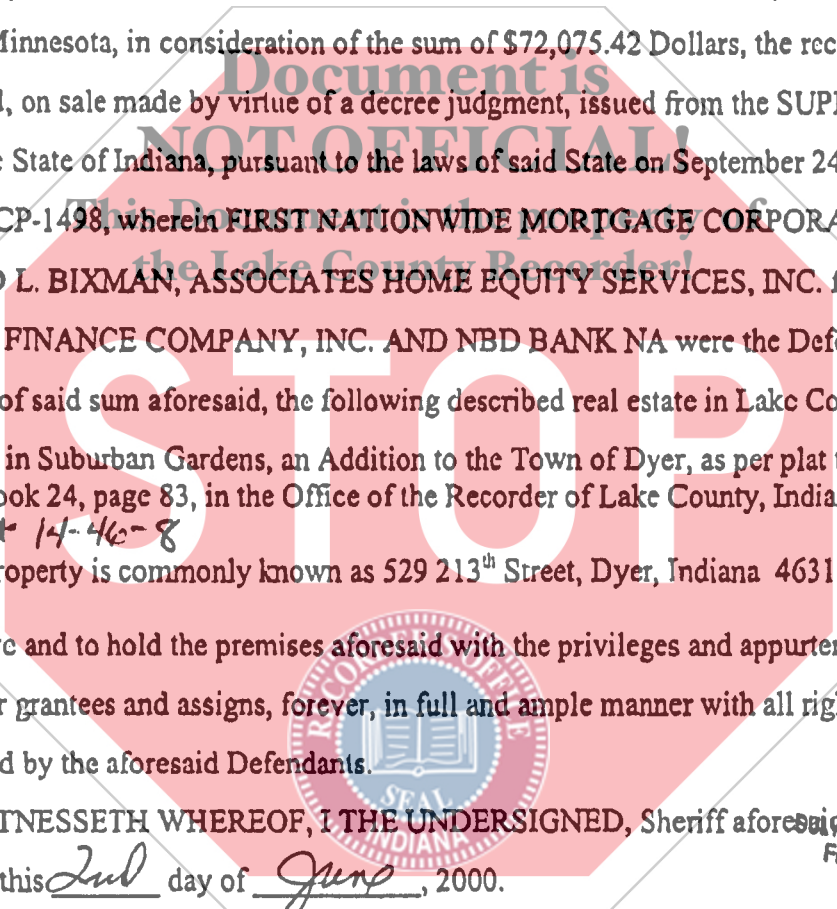 Minnesota, in consideration of the sum of $72,075.42 Dollars, the rec
Document is
d, on sale made by virtue of a decree judgment, issued from the SUP
NOT OFFICIAL!
e State of Indiana, pursuant to the laws of said State on September 24
This Document is the property of
CP-1498, wherein FIRST NATIONWIDE MORTGAGE CORPORA
the Lake County Recorder!
L. BIXMAN, ASSOCIATES HOME EQUITY SERVICES, INC. f
FINANCE COMPANY, INC. AND NBD BANK NA were the Defe
STOP
of said sum aforesaid, the following described real estate in Lake Co
in Suburban Gardens, an Addition to the Town of Dyer, as per plat t
ook 24, page 83, in the Office of the Recorder of Lake County, India
14-46-8
roperty is commonly known as 529 213th Street, Dyer, Indiana 4631
e and to hold the premises aforesaid with the privileges and appurten
r grantees and assigns, forever, in full and ample manner with all rig
d by the aforesaid Defendants.
RECORDER'S OFFICE
SEAL
INDIANA
TNESSETH WHEREOF, I THE UNDERSIGNED, Sheriff aforesaid
this 2nd day of June, 2000.